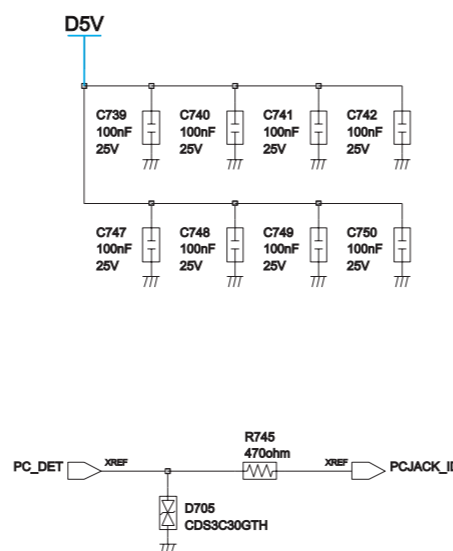 D5V
C739 C740 C741 C742
100nF 100nF 100nF 100nF
25V 25V 25V 25V
C747 C748 C749 C750
100nF 100nF 100nF 100nF
25V 25V 25V 25V
R745
470ohm
PC_DET XREF XREF PCJACK_ID
D705
CDS3C30GTH